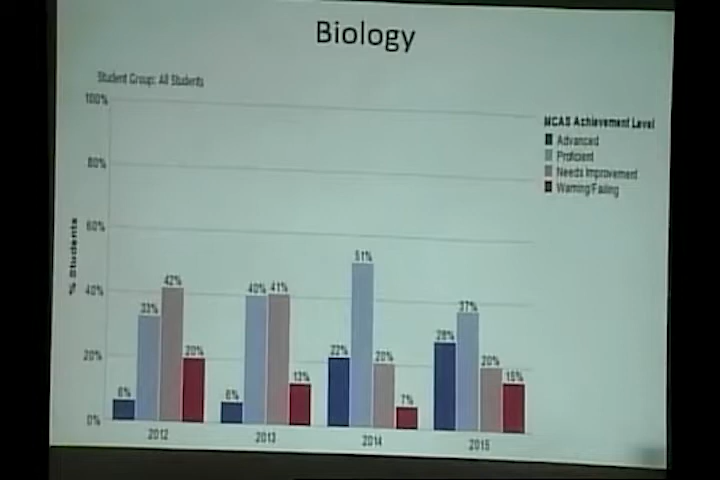 Biology
Student Group: All Students
MCAS Achievement Level
Advanced
Proficient
Needs Improvement
Warning/Failing
% Students
100%
80%
60%
40%
20%
0%
6% 33% 42% 20%
6% 40% 41% 13%
22% 51% 20% 7%
28% 37% 20% 15%
2012 2013 2014 2015